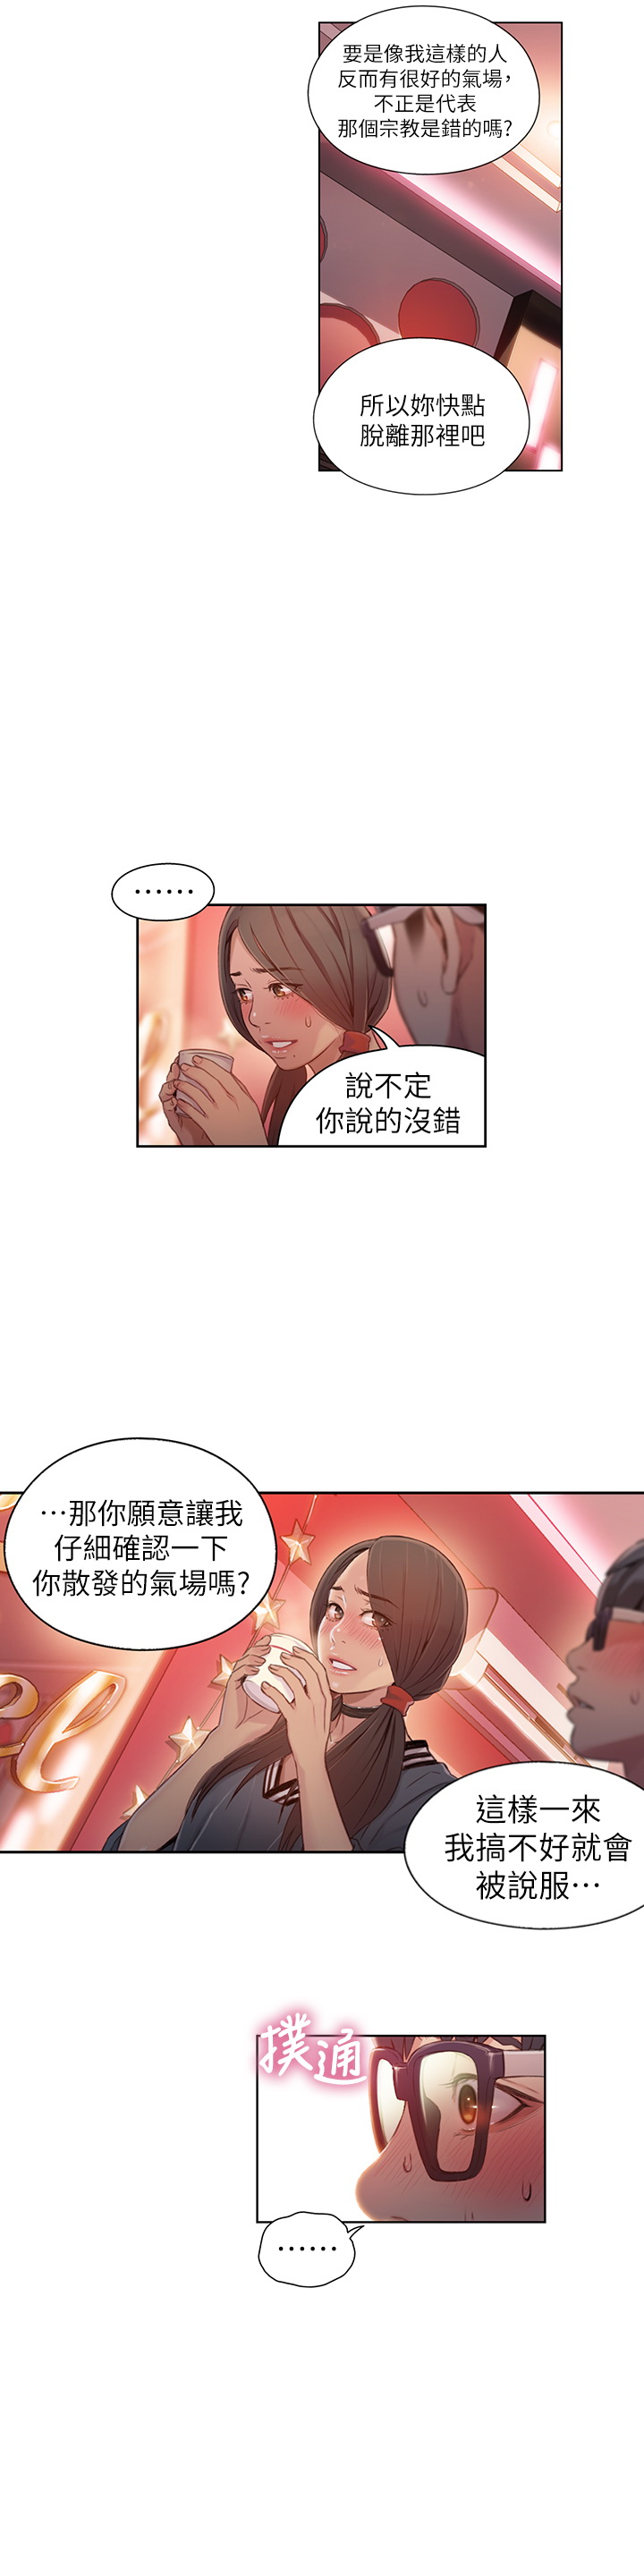 要是像我這樣的人
反而有很好的氣場，
不正是代表
那個宗教是錯的嗎?
所以妳快點
脫離那裡吧
……
說不定
你說的沒錯
…那你願意讓我
仔細確認一下
你散發的氣場嗎?
這樣一來
我搞不好就會
被說服…
撲通
……